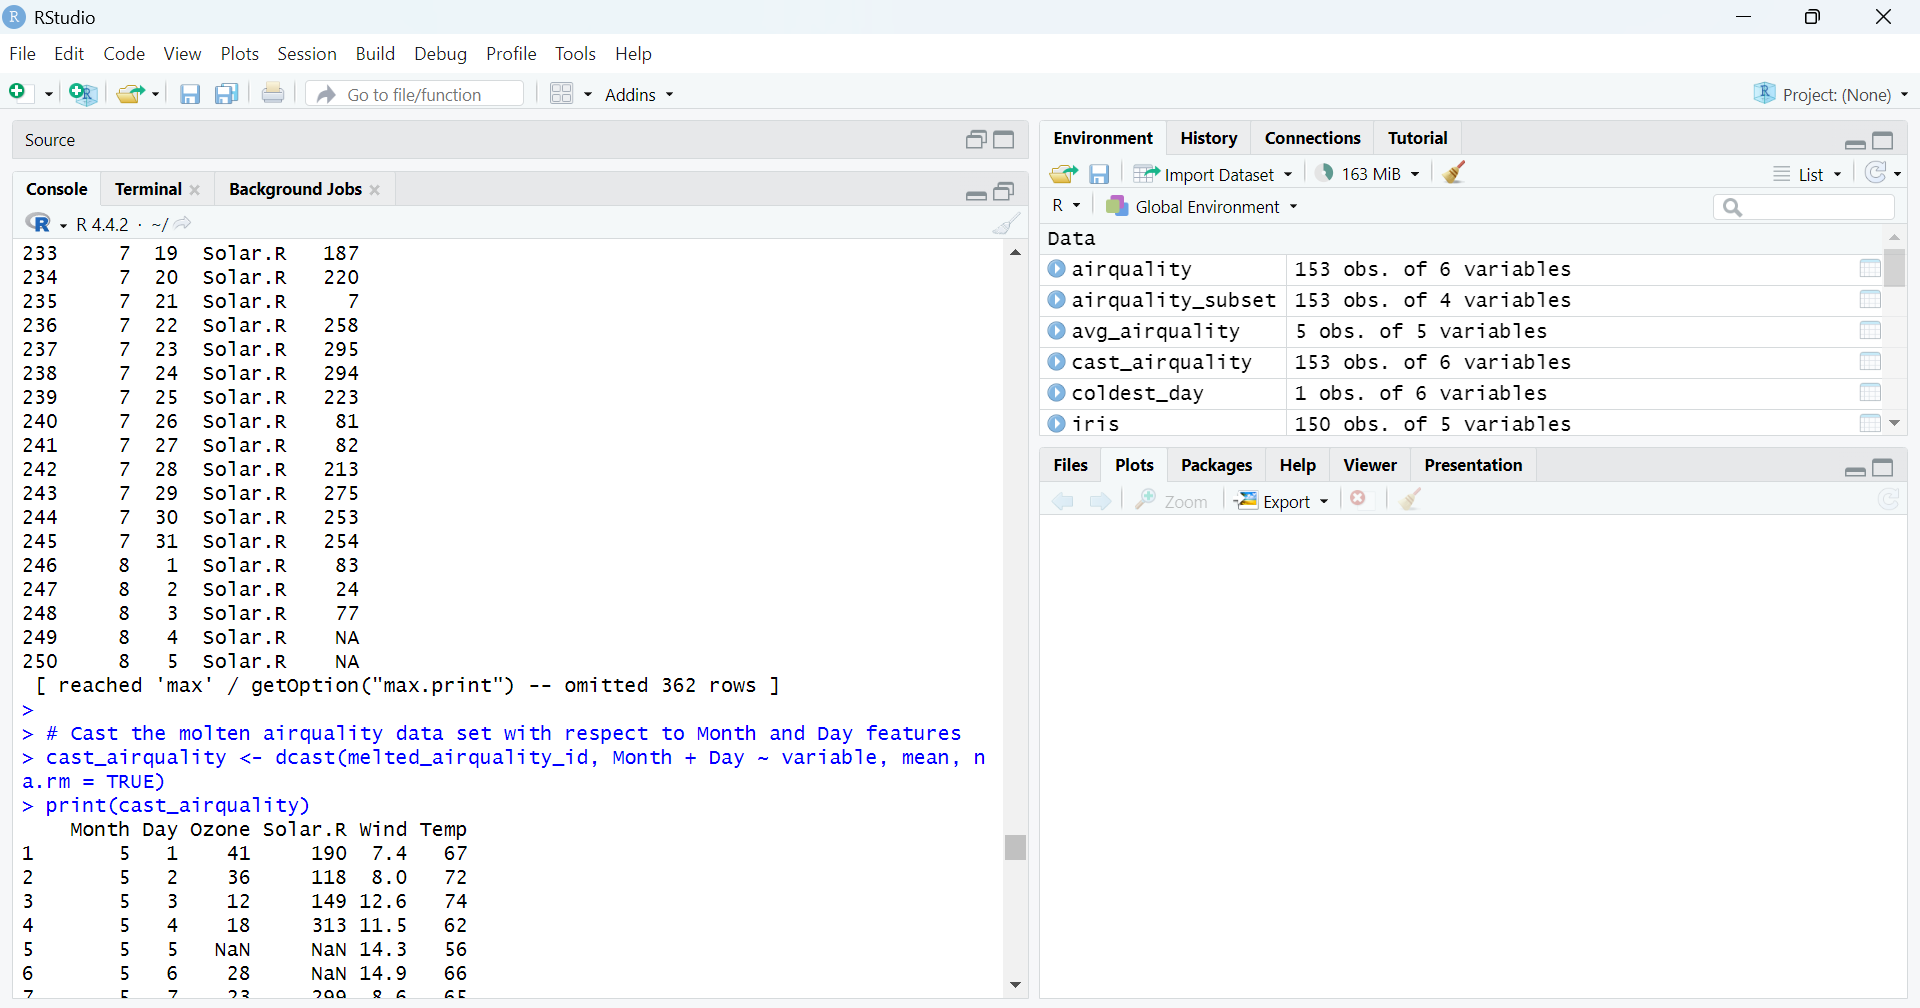 RStudio
File Edit Code View Plots Session Build Debug Profile Tools Help
Go to file/function Addins Project: (None)
Source
Console Terminal Background Jobs
R R 4.4.2 · ~/
233 7 19 Solar.R 187
234 7 20 Solar.R 220
235 7 21 Solar.R 7
236 7 22 Solar.R 258
237 7 23 Solar.R 295
238 7 24 Solar.R 294
239 7 25 Solar.R 223
240 7 26 Solar.R 81
241 7 27 Solar.R 82
242 7 28 Solar.R 213
243 7 29 Solar.R 275
244 7 30 Solar.R 253
245 7 31 Solar.R 254
246 8 1 Solar.R 83
247 8 2 Solar.R 24
248 8 3 Solar.R 77
249 8 4 Solar.R NA
250 8 5 Solar.R NA
[ reached 'max' / getOption("max.print") -- omitted 362 rows ]
>
> # Cast the molten airquality data set with respect to Month and Day features
> cast_airquality <- dcast(melted_airquality_id, Month + Day ~ variable, mean, n
a.rm = TRUE)
> print(cast_airquality)
Month Day Ozone Solar.R Wind Temp
1 5 1 41 190 7.4 67
2 5 2 36 118 8.0 72
3 5 3 12 149 12.6 74
4 5 4 18 313 11.5 62
5 5 5 NaN NaN 14.3 56
6 5 6 28 NaN 14.9 66
7 5 7 23 299 8.6 65
Environment History Connections Tutorial
Import Dataset 163 MiB List
R Global Environment
Data
airquality 153 obs. of 6 variables
airquality_subset 153 obs. of 4 variables
avg_airquality 5 obs. of 5 variables
cast_airquality 153 obs. of 6 variables
coldest_day 1 obs. of 6 variables
iris 150 obs. of 5 variables
Files Plots Packages Help Viewer Presentation
Zoom Export